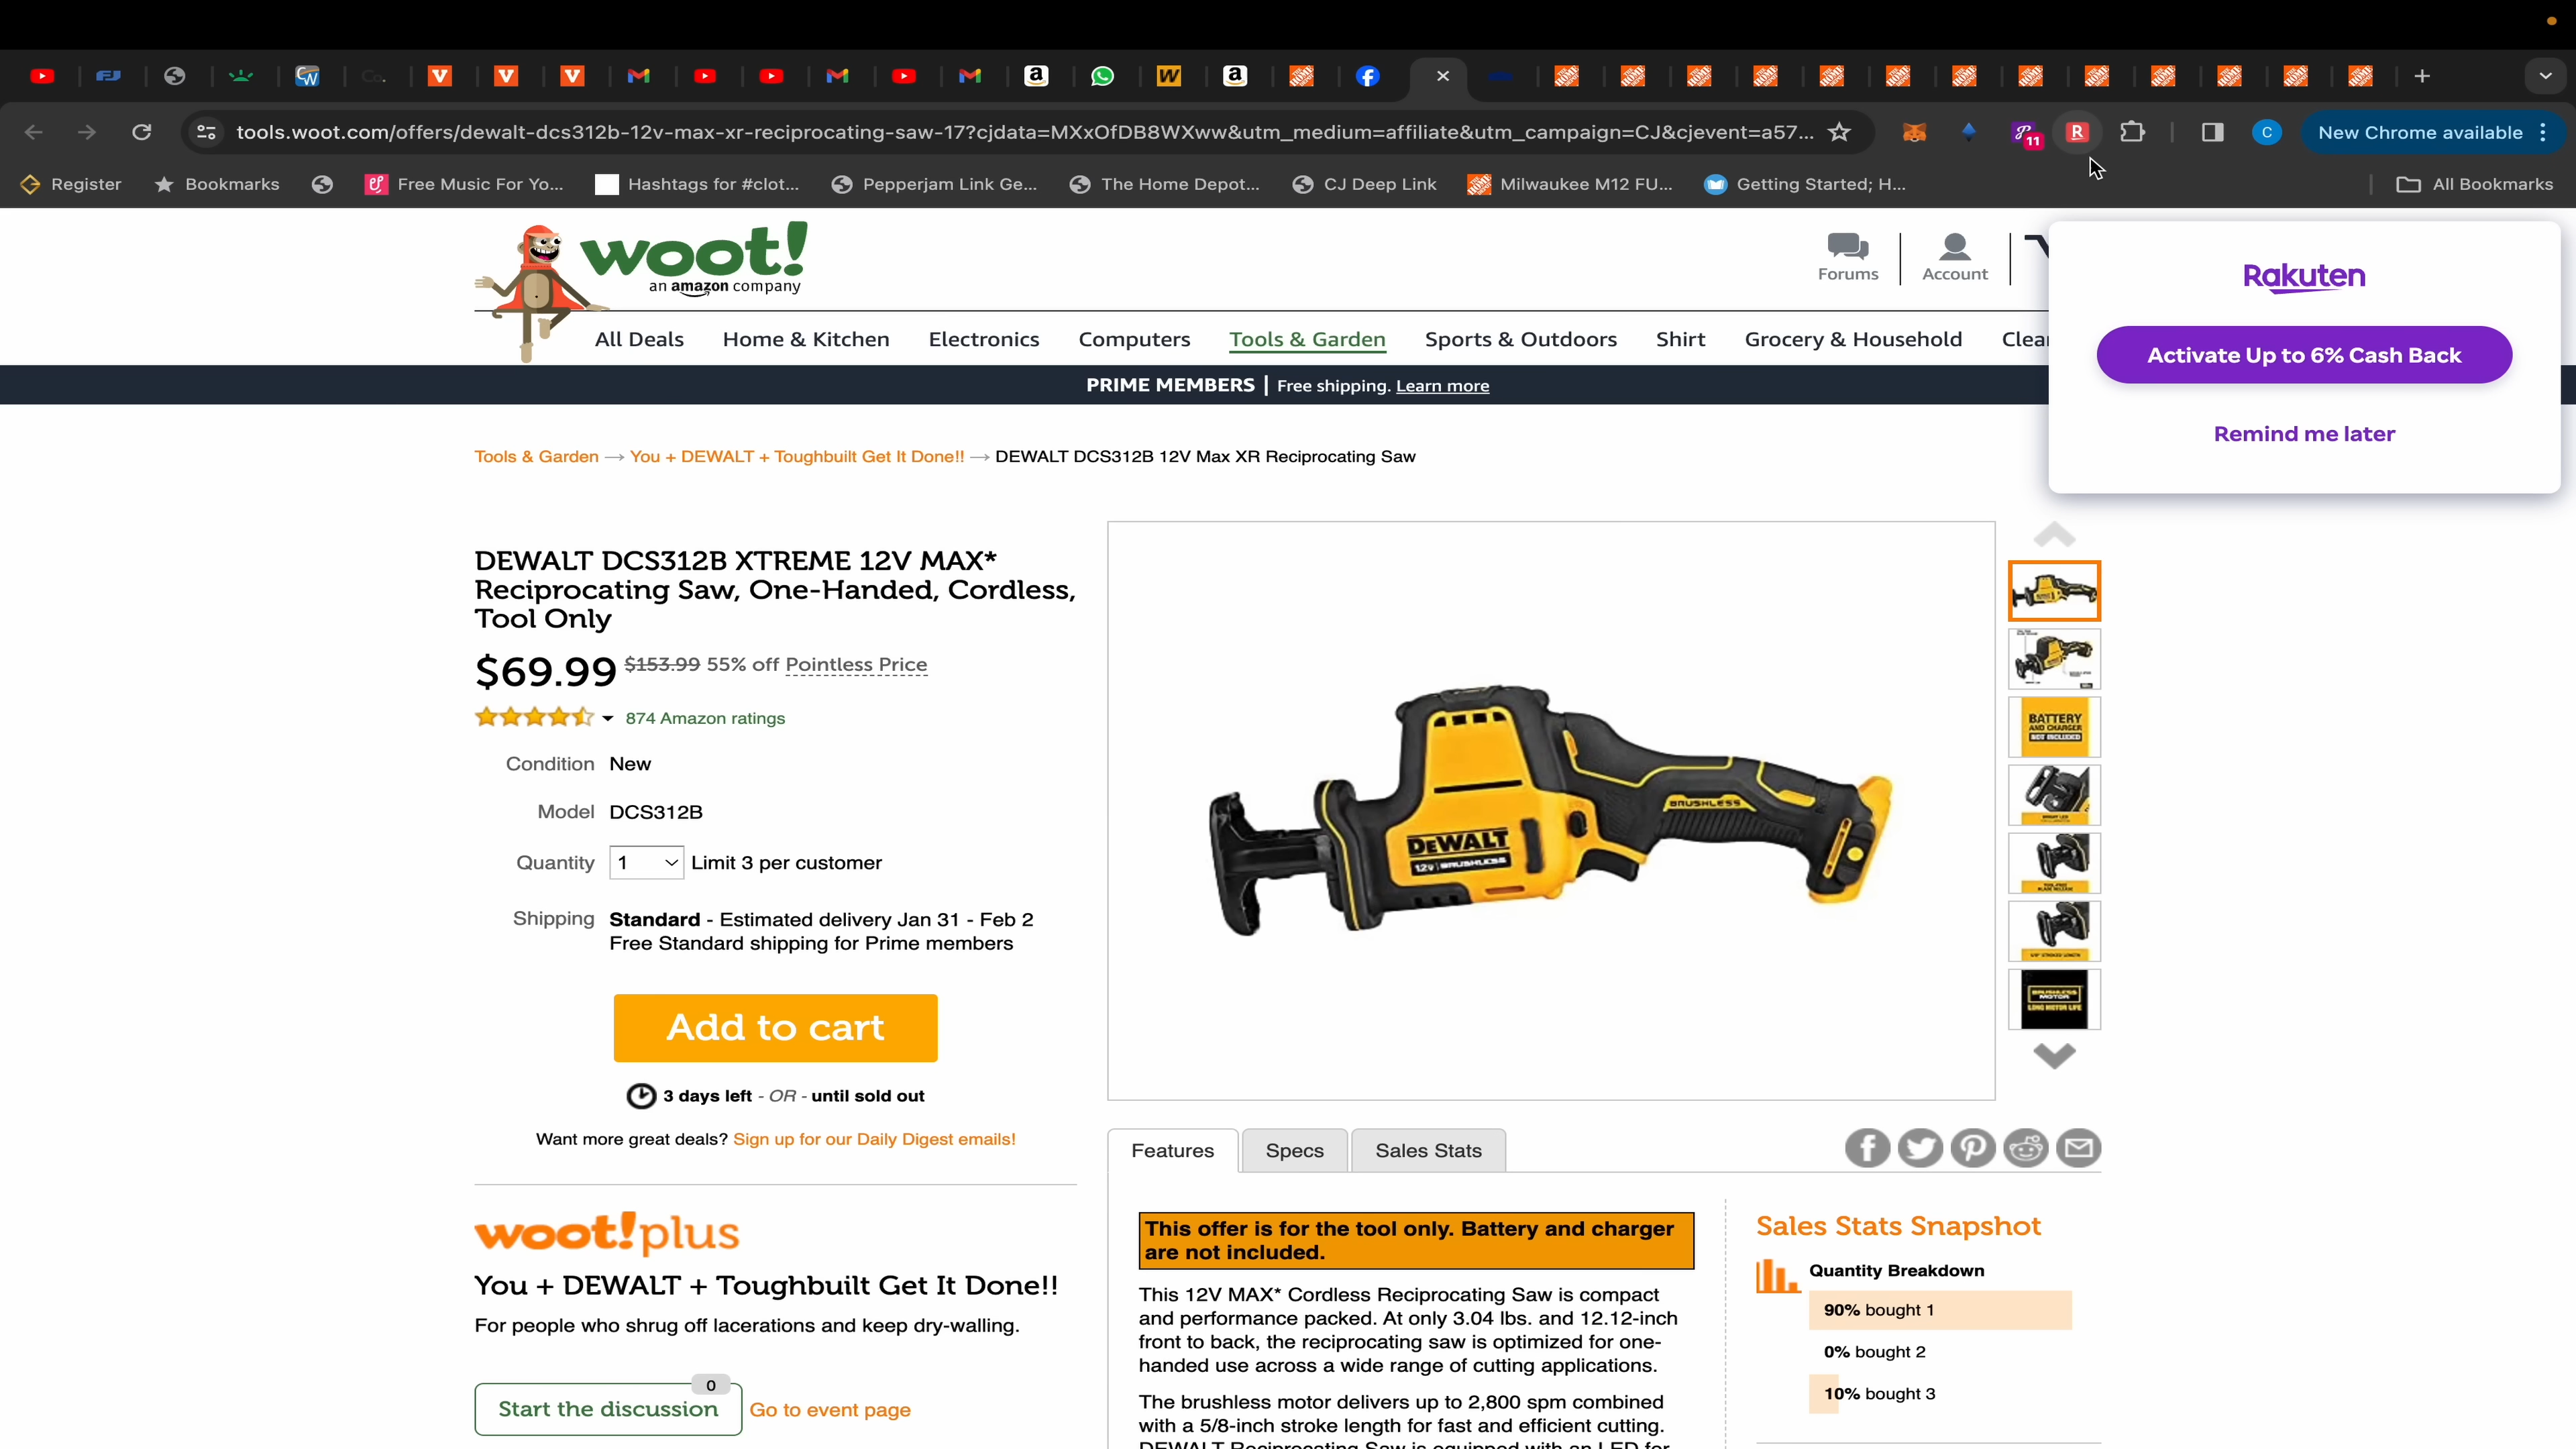 11
R
C
New Chrome available
tools.woot.com/offers/dewalt-dcs312b-12v-max-xr-reciprocating-saw-17?cjdata=MXxOfDB8WXww&utm_medium=affiliate&utm_campaign=CJ&cjevent=a57...
Register
Bookmarks
Free Music For Yo...
Hashtags for #clot...
Pepperjam Link Ge...
The Home Depot...
CJ Deep Link
Milwaukee M12 FU...
Getting Started; H...
All Bookmarks
woot!
an amazon company
Forums
Account
Rakuten
Activate Up to 6% Cash Back
Remind me later
All Deals
Home & Kitchen
Electronics
Computers
Tools & Garden
Sports & Outdoors
Shirt
Grocery & Household
Clea
PRIME MEMBERS | Free shipping. Learn more
Tools & Garden → You + DEWALT + Toughbuilt Get It Done!! → DEWALT DCS312B 12V Max XR Reciprocating Saw
DEWALT DCS312B XTREME 12V MAX*
Reciprocating Saw, One-Handed, Cordless,
Tool Only
$69.99 $153.99 55% off Pointless Price
874 Amazon ratings
Condition New
Model DCS312B
Quantity 1 Limit 3 per customer
Shipping Standard - Estimated delivery Jan 31 - Feb 2
Free Standard shipping for Prime members
Add to cart
3 days left - OR - until sold out
Want more great deals? Sign up for our Daily Digest emails!
woot!plus
You + DEWALT + Toughbuilt Get It Done!!
For people who shrug off lacerations and keep dry-walling.
0
Start the discussion
Go to event page
BRUSHLESS
DEWALT
12V BRUSHLESS
BATTERY
AND CHARGER
NOT INCLUDED
BRUSHLESS
MOTOR
LONG MOTOR LIFE
Features
Specs
Sales Stats
This offer is for the tool only. Battery and charger
are not included.
This 12V MAX* Cordless Reciprocating Saw is compact
and performance packed. At only 3.04 lbs. and 12.12-inch
front to back, the reciprocating saw is optimized for one-
handed use across a wide range of cutting applications.
The brushless motor delivers up to 2,800 spm combined
with a 5/8-inch stroke length for fast and efficient cutting.
DEWALT Reciprocating Saw is equipped with an LED for
Sales Stats Snapshot
Quantity Breakdown
90% bought 1
0% bought 2
10% bought 3